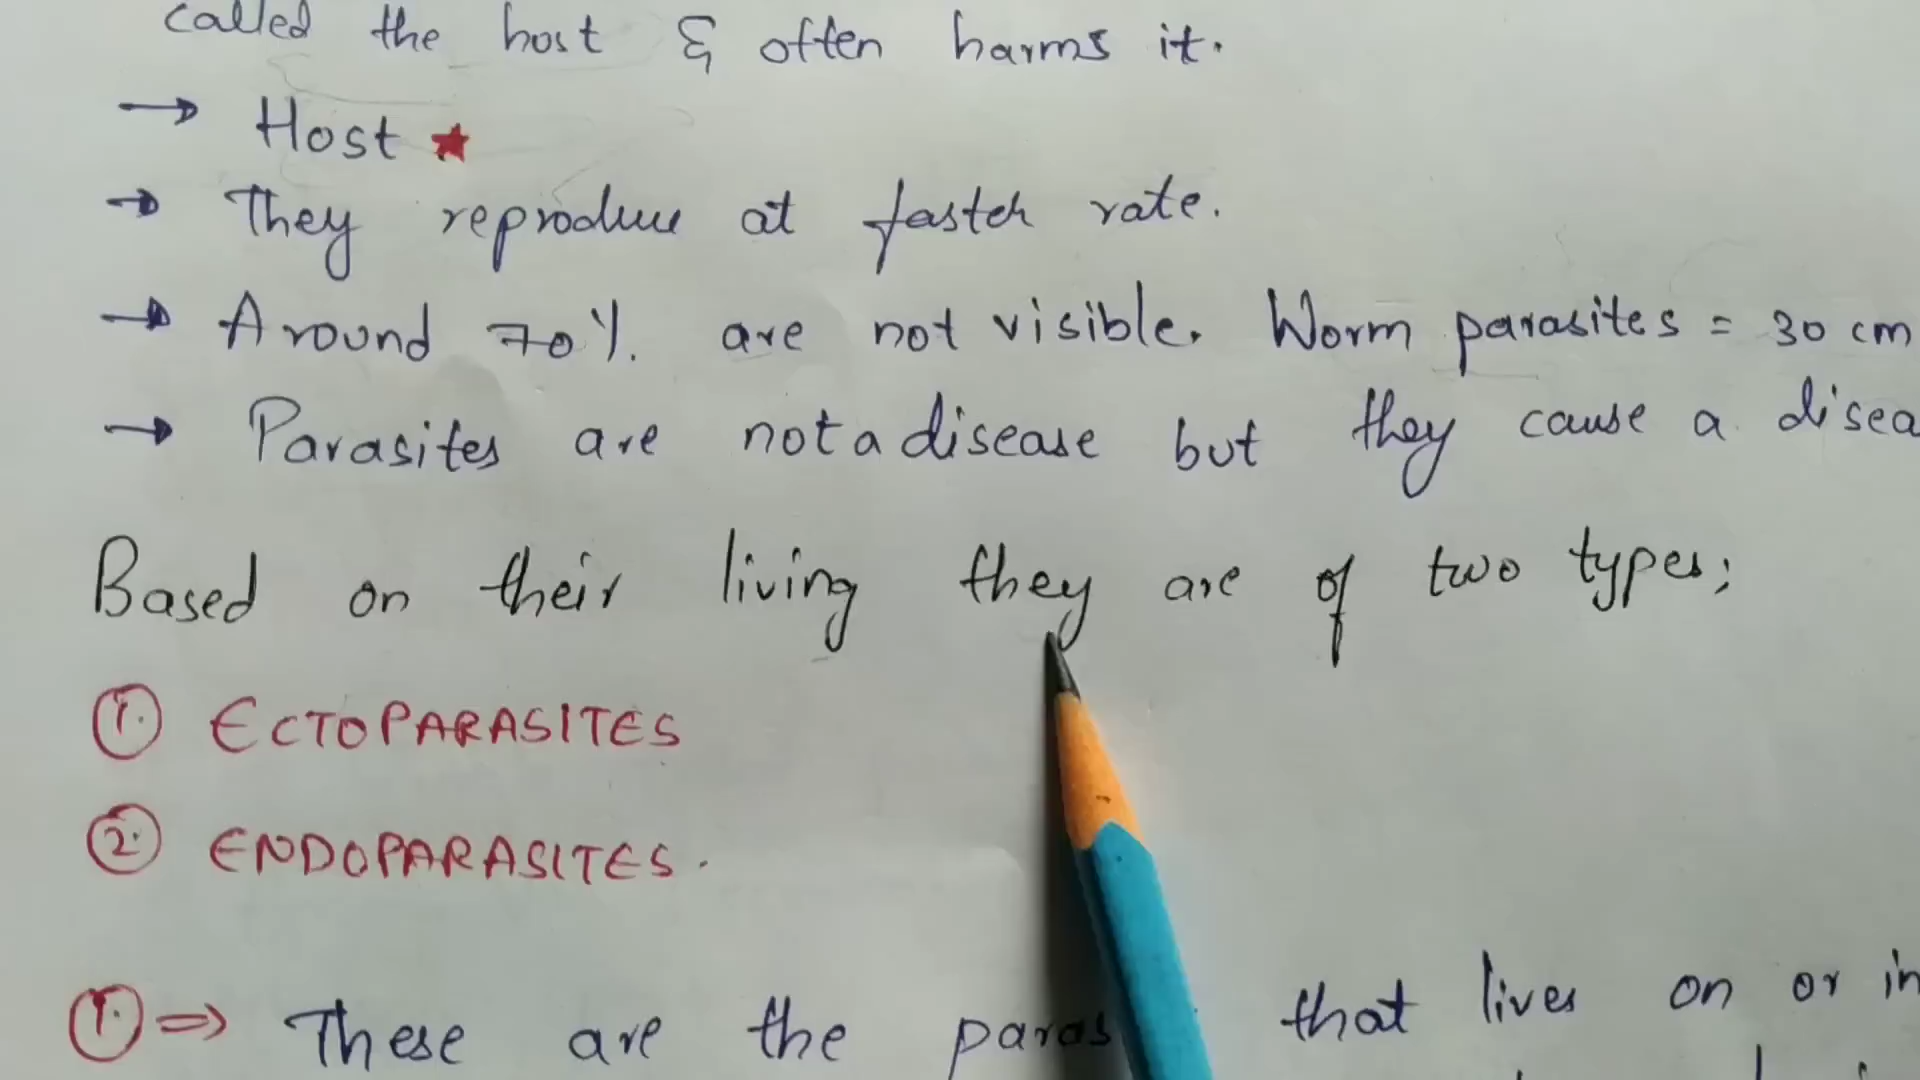 called the host & often harms it.
→ Host ★
→ They reproduce at faster rate.
→ Around 70%. are not visible. Worm parasites = 30 cm
→ Parasites are not a disease but they cause a disea
Based on their living they are of two types;
1. ECTOPARASITES
2. ENDOPARASITES.
1. ⇒ These are the paras that lives on or in